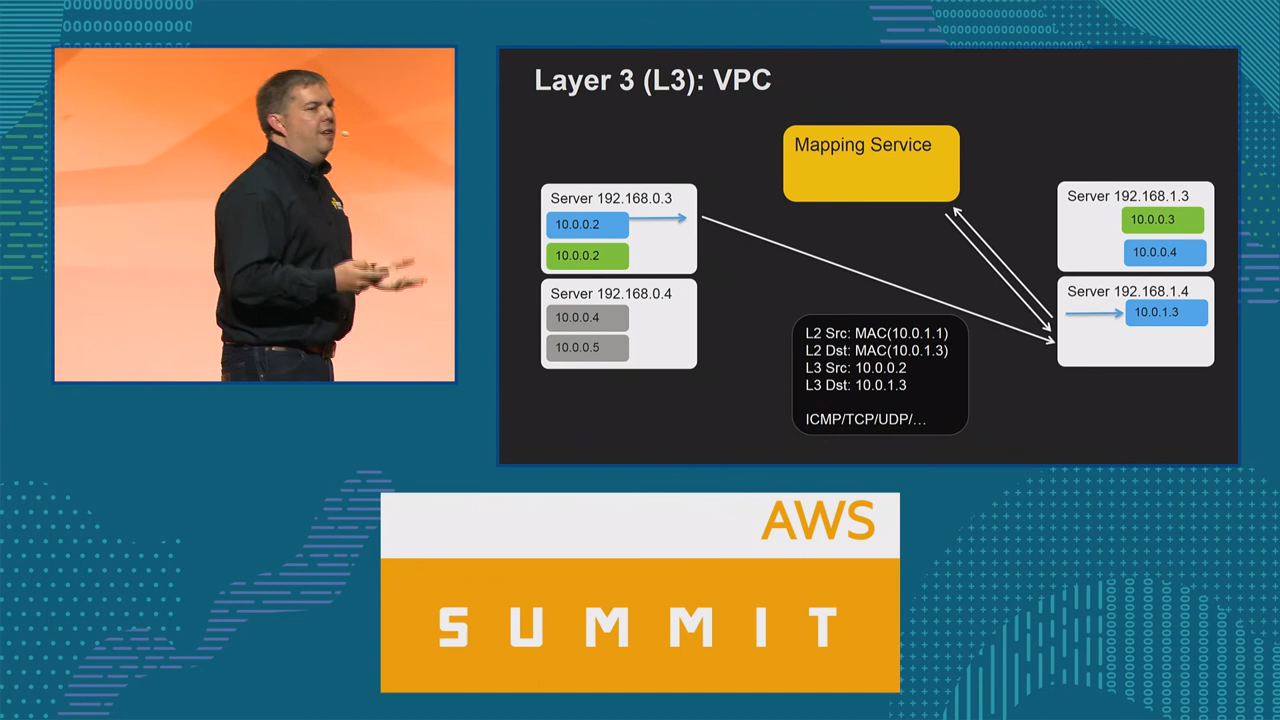 Layer 3 (L3): VPC
Mapping Service
Server 192.168.0.3
10.0.0.2
10.0.0.2
Server 192.168.0.4
10.0.0.4
10.0.0.5
Server 192.168.1.3
10.0.0.3
10.0.0.4
Server 192.168.1.4
10.0.1.3
L2 Src: MAC(10.0.1.1)
L2 Dst: MAC(10.0.1.3)
L3 Src: 10.0.0.2
L3 Dst: 10.0.1.3
ICMP/TCP/UDP/…
AWS
SUMMIT